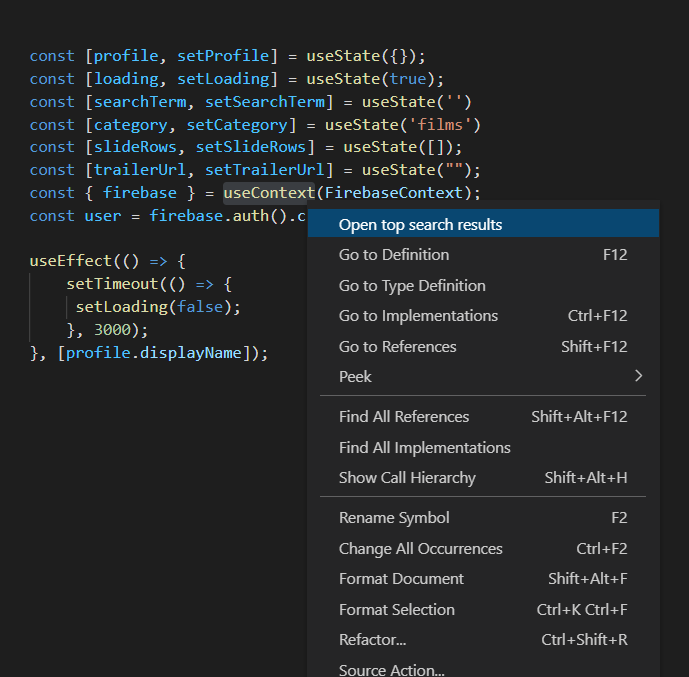 const [profile, setProfile] = useState({});
const [loading, setLoading] = useState(true);
const [searchTerm, setSearchTerm] = useState('')
const [category, setCategory] = useState('films')
const [slideRows, setSlideRows] = useState([]);
const [trailerUrl, setTrailerUrl] = useState("");
const { firebase } = useContext(FirebaseContext);
const user = firebase.auth().c
useEffect(() => {
setTimeout(() => {
setLoading(false);
}, 3000);
}, [profile.displayName]);
Open top search results
Go to Definition F12
Go to Type Definition
Go to Implementations Ctrl+F12
Go to References Shift+F12
Peek
Find All References Shift+Alt+F12
Find All Implementations
Show Call Hierarchy Shift+Alt+H
Rename Symbol F2
Change All Occurrences Ctrl+F2
Format Document Shift+Alt+F
Format Selection Ctrl+K Ctrl+F
Refactor... Ctrl+Shift+R
Source Action...